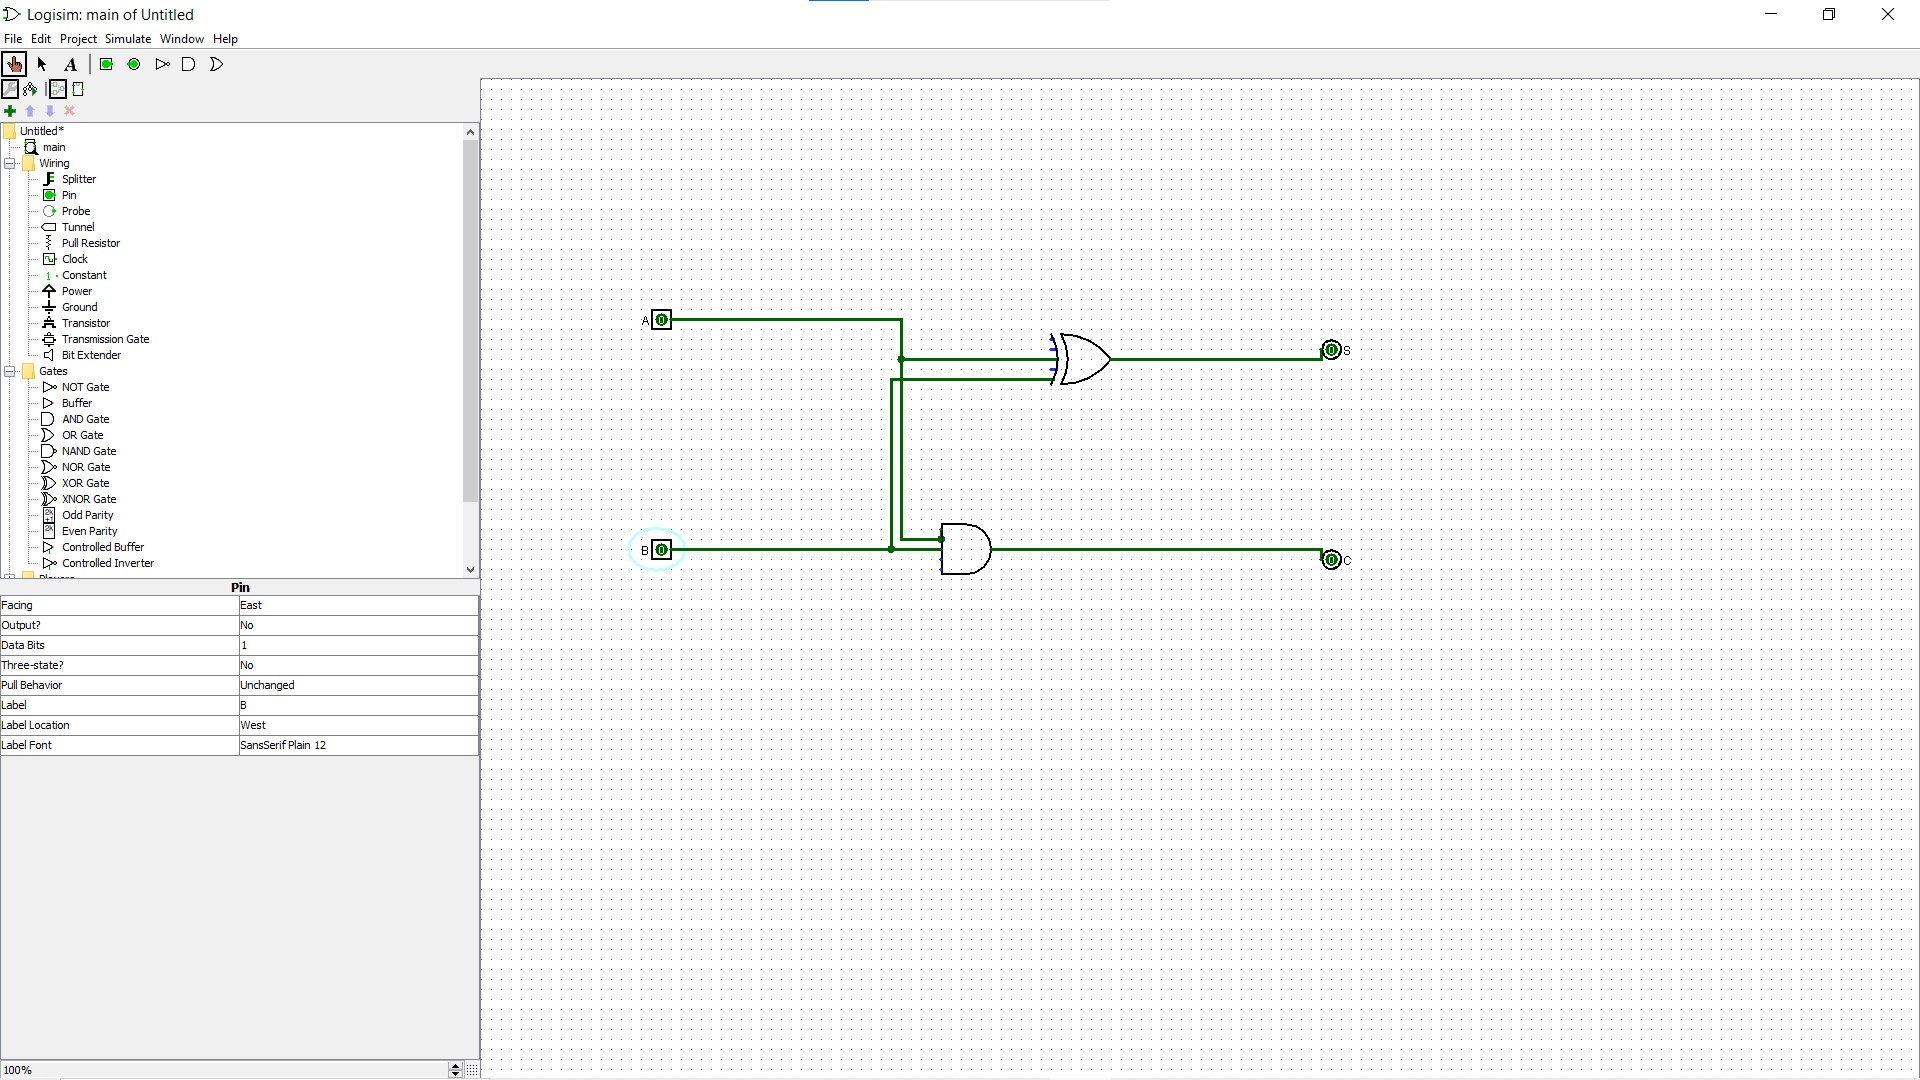 Logisim: main of Untitled
File Edit Project Simulate Window Help
A
Untitled*
main
Wiring
Splitter
Pin
Probe
Tunnel
Pull Resistor
Clock
Constant
Power
Ground
Transistor
Transmission Gate
Bit Extender
Gates
NOT Gate
Buffer
AND Gate
OR Gate
NAND Gate
NOR Gate
XOR Gate
XNOR Gate
Odd Parity
Even Parity
Controlled Buffer
Controlled Inverter
Pin
Facing East
Output? No
Data Bits 1
Three-state? No
Pull Behavior Unchanged
Label B
Label Location West
Label Font SansSerif Plain 12
100%
A 0
0 S
B 0
0 C